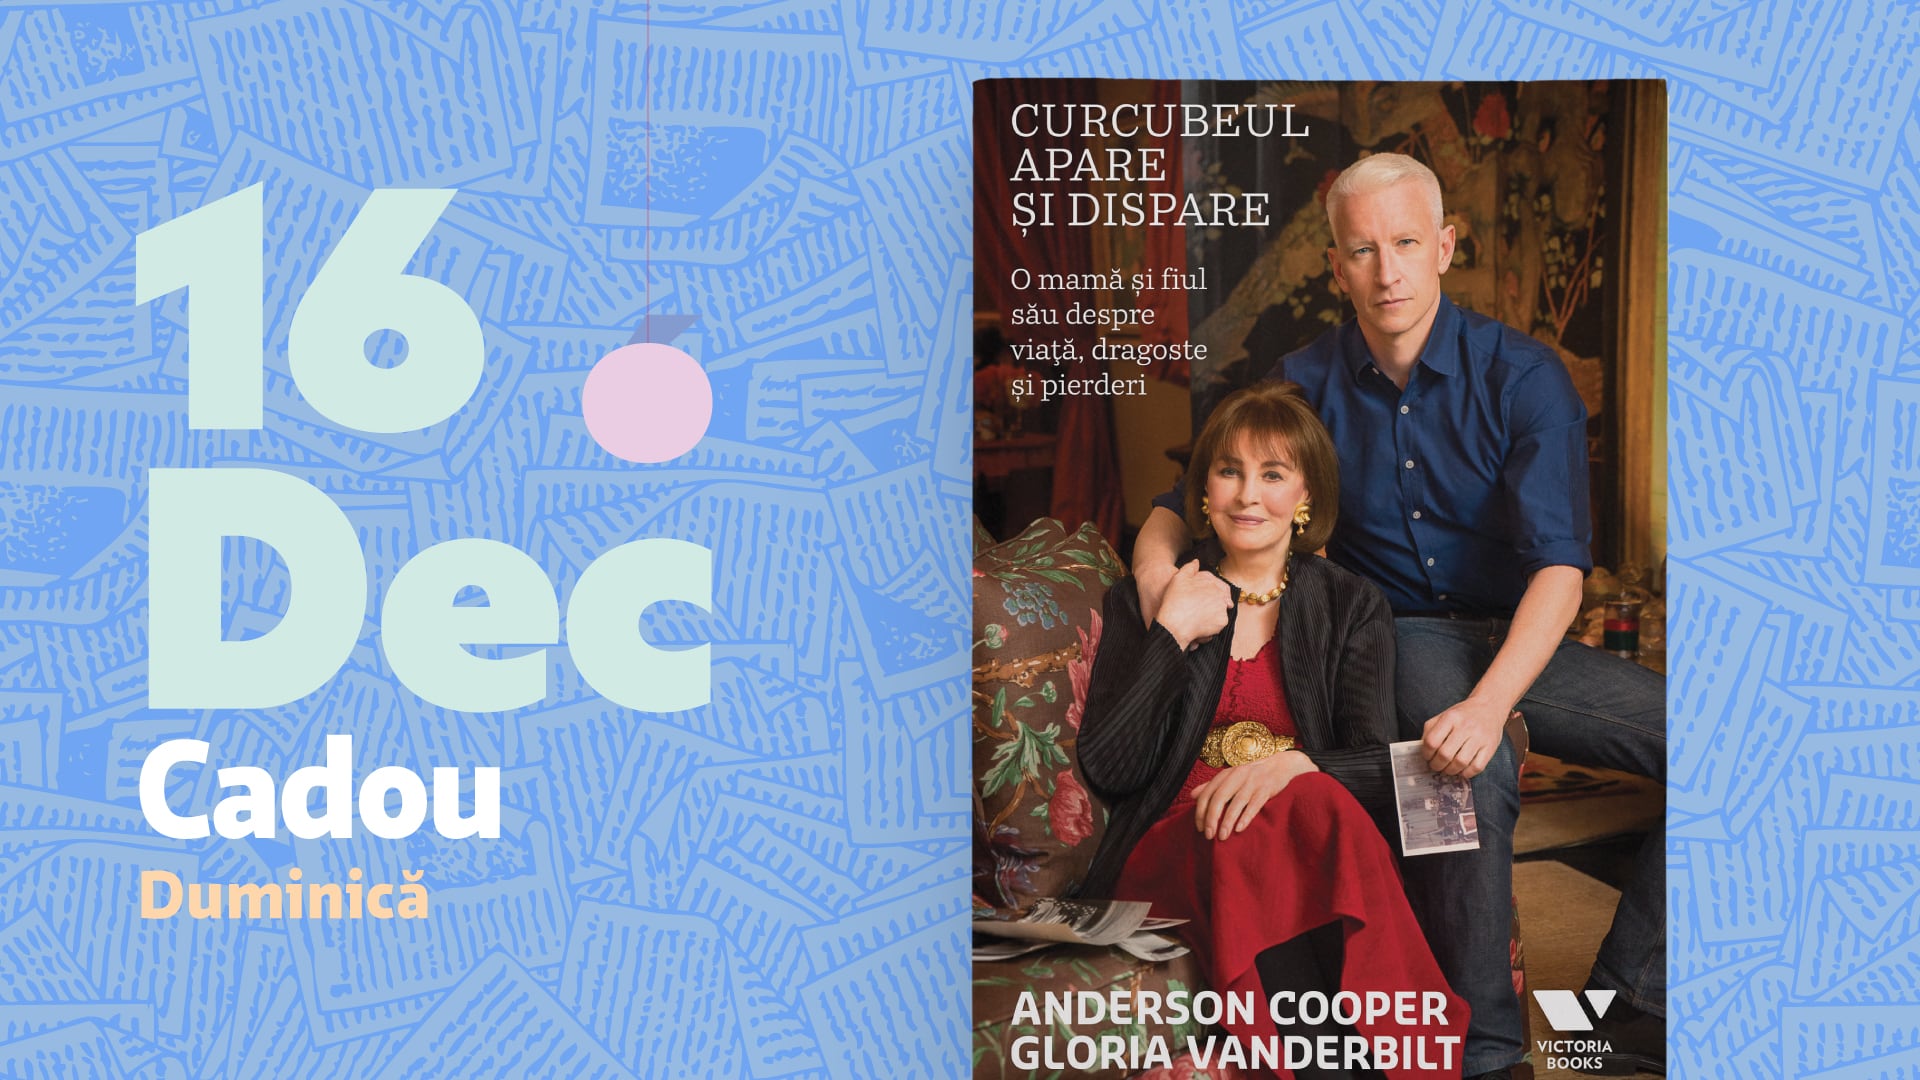 16
Dec
Cadou
Duminică
CURCUBEUL
APARE
ȘI DISPARE
O mamă și fiul
său despre
viaţă, dragoste
și pierderi
ANDERSON COOPER
GLORIA VANDERBILT
VICTORIA
BOOKS